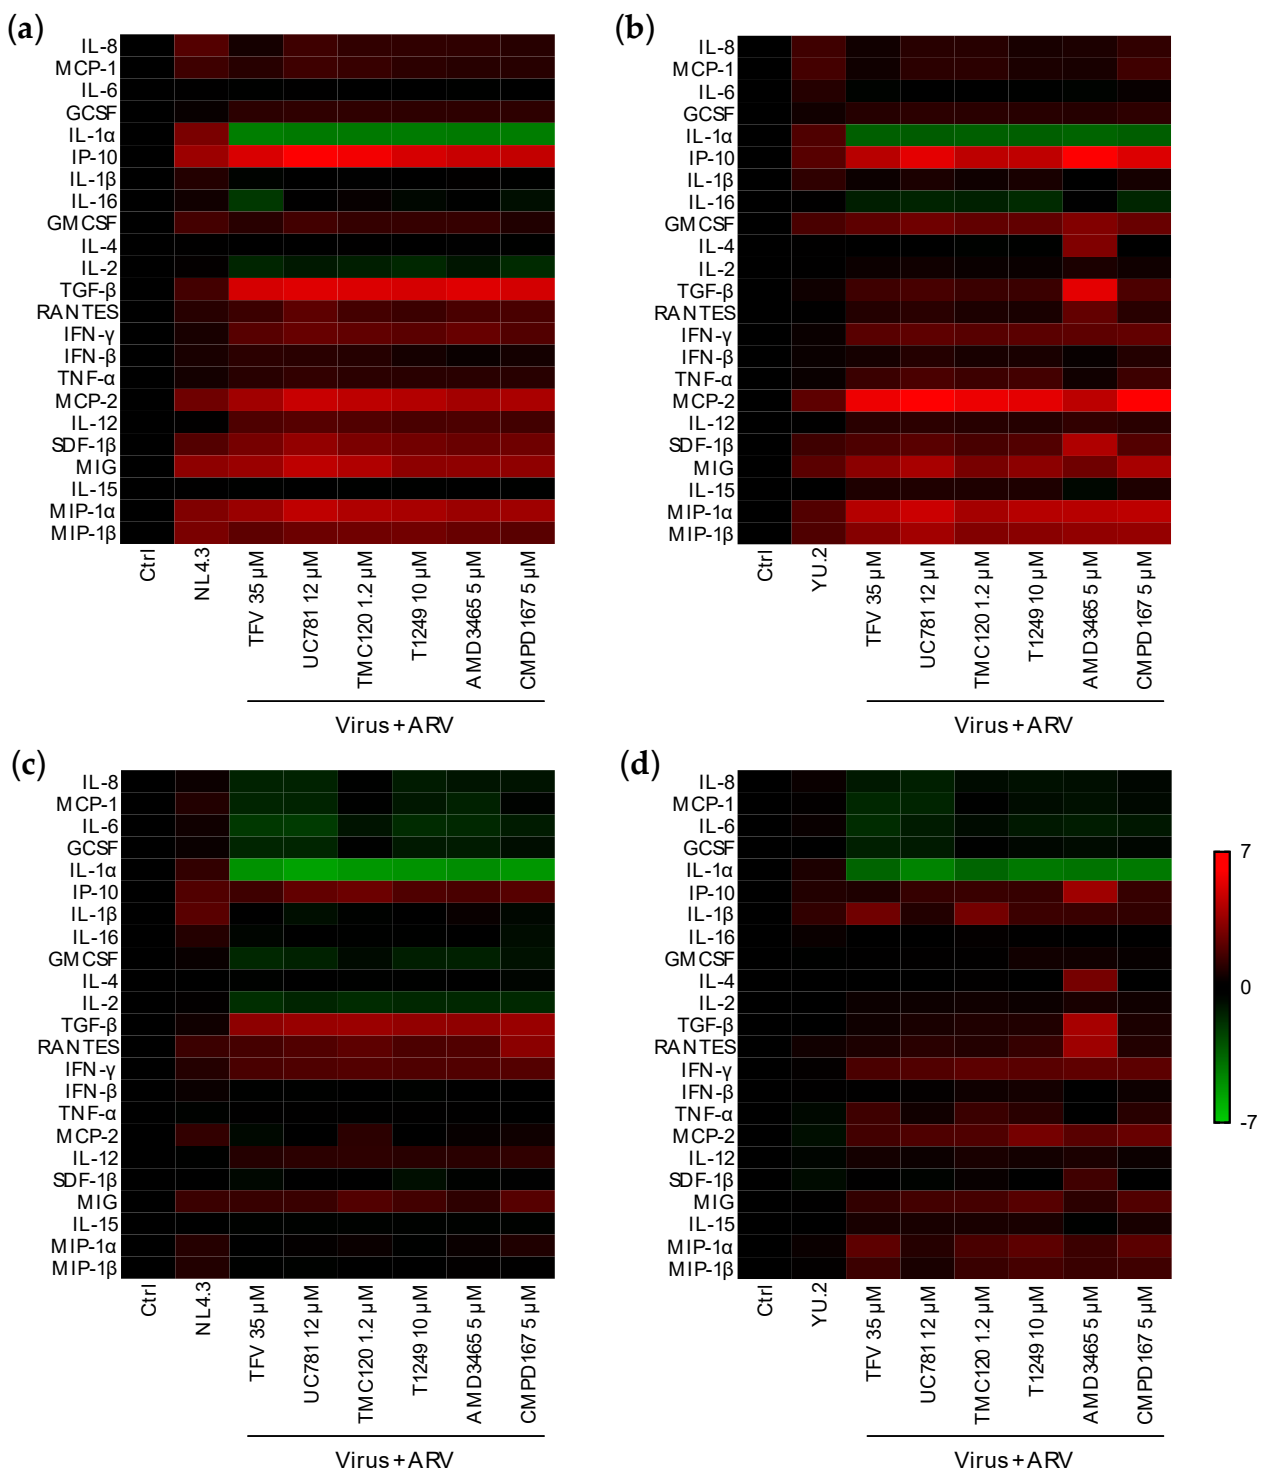 (a)
IL-8
MCP-1
IL-6
GCSF
IL-1α
IP-10
IL-1β
IL-16
GMCSF
IL-4
IL-2
TGF-β
RANTES
IFN-γ
IFN-β
TNF-α
MCP-2
IL-12
SDF-1β
MIG
IL-15
MIP-1α
MIP-1β
Ctrl
NL4.3
TFV 35 µM
UC781 12 µM
TMC120 1.2 µM
T1249 10 µM
AMD3465 5 µM
CMPD167 5 µM
Virus+ARV
(b)
IL-8
MCP-1
IL-6
GCSF
IL-1α
IP-10
IL-1β
IL-16
GMCSF
IL-4
IL-2
TGF-β
RANTES
IFN-γ
IFN-β
TNF-α
MCP-2
IL-12
SDF-1β
MIG
IL-15
MIP-1α
MIP-1β
Ctrl
YU.2
TFV 35 µM
UC781 12 µM
TMC120 1.2 µM
T1249 10 µM
AMD3465 5 µM
CMPD167 5 µM
Virus+ARV
(c)
IL-8
MCP-1
IL-6
GCSF
IL-1α
IP-10
IL-1β
IL-16
GMCSF
IL-4
IL-2
TGF-β
RANTES
IFN-γ
IFN-β
TNF-α
MCP-2
IL-12
SDF-1β
MIG
IL-15
MIP-1α
MIP-1β
Ctrl
NL4.3
TFV 35 µM
UC781 12 µM
TMC120 1.2 µM
T1249 10 µM
AMD3465 5 µM
CMPD167 5 µM
Virus+ARV
(d)
IL-8
MCP-1
IL-6
GCSF
IL-1α
IP-10
IL-1β
IL-16
GMCSF
IL-4
IL-2
TGF-β
RANTES
IFN-γ
IFN-β
TNF-α
MCP-2
IL-12
SDF-1β
MIG
IL-15
MIP-1α
MIP-1β
Ctrl
YU.2
TFV 35 µM
UC781 12 µM
TMC120 1.2 µM
T1249 10 µM
AMD3465 5 µM
CMPD167 5 µM
Virus+ARV
7
0
-7